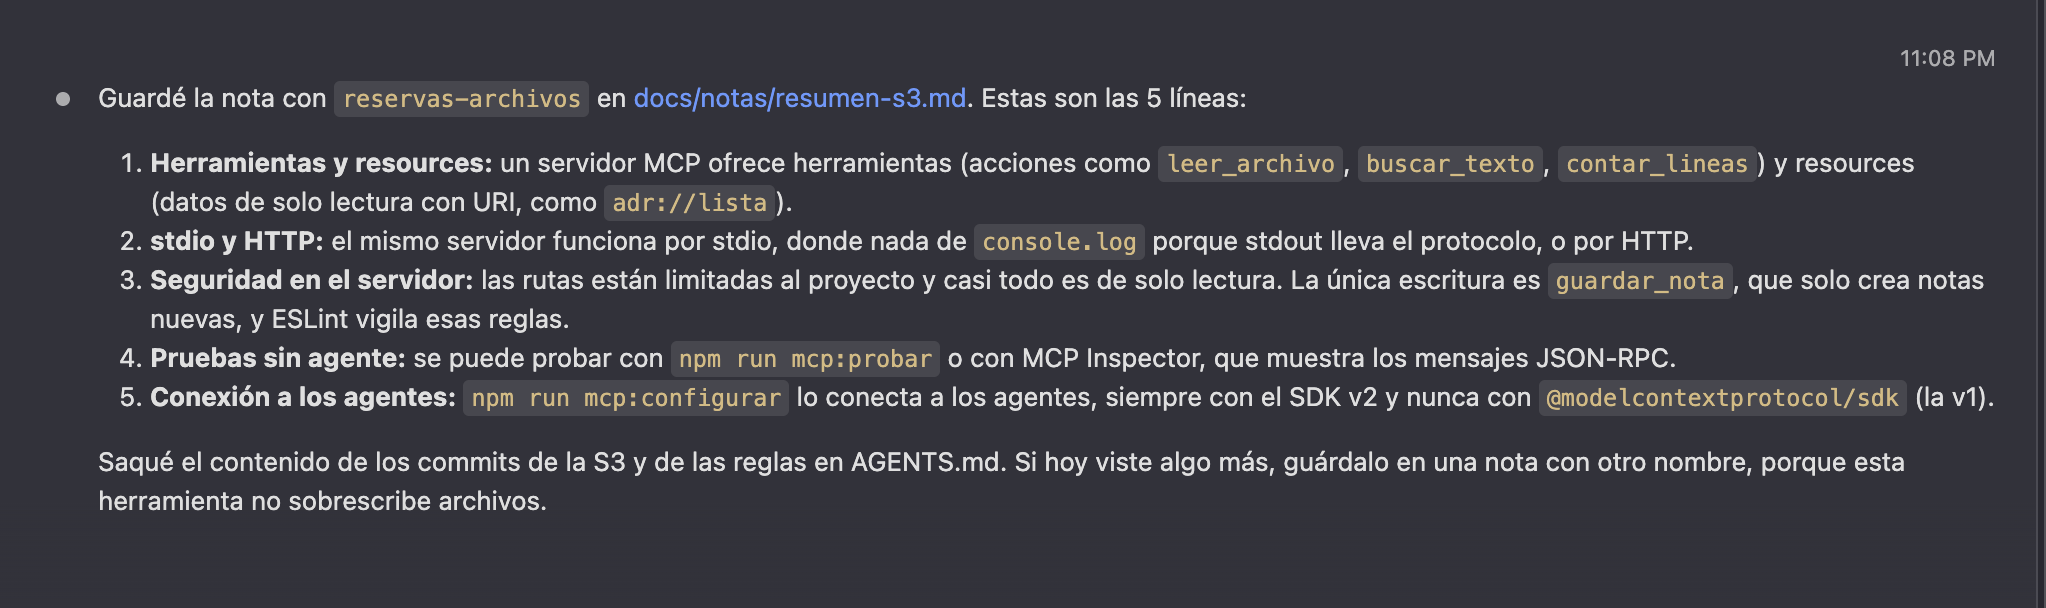 11:08 PM
Guardé la nota con reservas-archivos en docs/notas/resumen-s3.md. Estas son las 5 líneas:
1. Herramientas y resources: un servidor MCP ofrece herramientas (acciones como leer_archivo, buscar_texto, contar_lineas) y resources
(datos de solo lectura con URI, como adr://lista).
2. stdio y HTTP: el mismo servidor funciona por stdio, donde nada de console.log porque stdout lleva el protocolo, o por HTTP.
3. Seguridad en el servidor: las rutas están limitadas al proyecto y casi todo es de solo lectura. La única escritura es guardar_nota, que solo crea notas
nuevas, y ESLint vigila esas reglas.
4. Pruebas sin agente: se puede probar con npm run mcp:probar o con MCP Inspector, que muestra los mensajes JSON-RPC.
5. Conexión a los agentes: npm run mcp:configurar lo conecta a los agentes, siempre con el SDK v2 y nunca con @modelcontextprotocol/sdk (la v1).
Saqué el contenido de los commits de la S3 y de las reglas en AGENTS.md. Si hoy viste algo más, guárdalo en una nota con otro nombre, porque esta
herramienta no sobrescribe archivos.